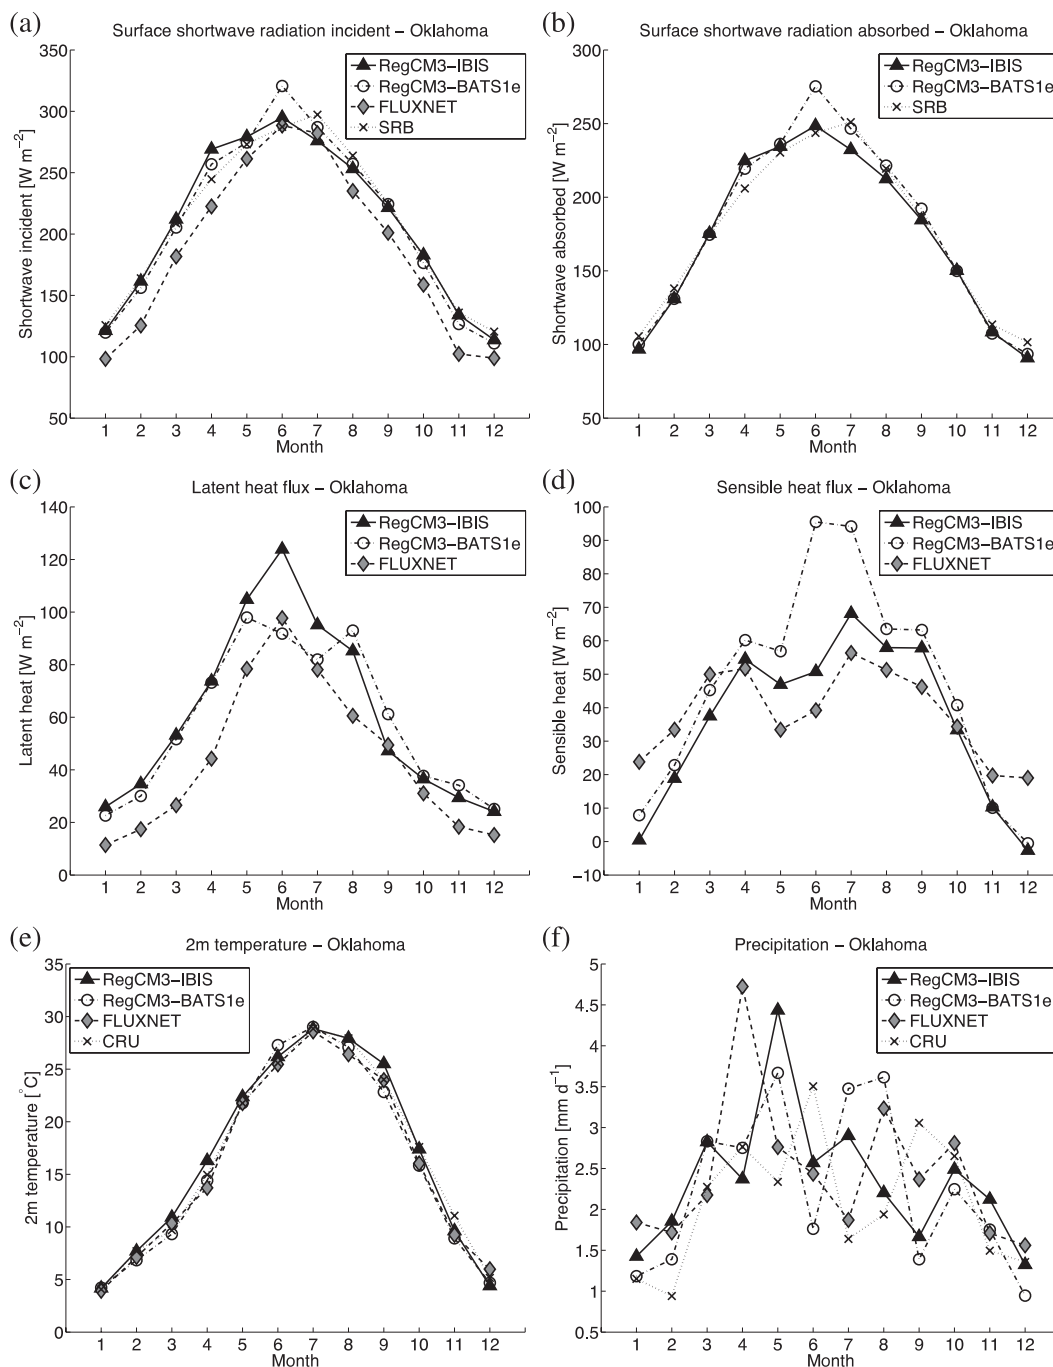 (a)
Surface shortwave radiation incident – Oklahoma
350
300
250
200
150
100
50
Shortwave incident [W m⁻²]
RegCM3−IBIS
RegCM3−BATS1e
FLUXNET
SRB
1 2 3 4 5 6 7 8 9 10 11 12
Month
(b)
Surface shortwave radiation absorbed – Oklahoma
300
250
200
150
100
50
Shortwave absorbed [W m⁻²]
RegCM3−IBIS
RegCM3−BATS1e
SRB
1 2 3 4 5 6 7 8 9 10 11 12
Month
(c)
Latent heat flux – Oklahoma
140
120
100
80
60
40
20
0
Latent heat [W m⁻²]
RegCM3−IBIS
RegCM3−BATS1e
FLUXNET
1 2 3 4 5 6 7 8 9 10 11 12
Month
(d)
Sensible heat flux – Oklahoma
100
90
80
70
60
50
40
30
20
10
0
−10
Sensible heat [W m⁻²]
RegCM3−IBIS
RegCM3−BATS1e
FLUXNET
1 2 3 4 5 6 7 8 9 10 11 12
Month
(e)
2m temperature – Oklahoma
35
30
25
20
15
10
5
0
2m temperature [°C]
RegCM3−IBIS
RegCM3−BATS1e
FLUXNET
CRU
1 2 3 4 5 6 7 8 9 10 11 12
Month
(f)
Precipitation – Oklahoma
5
4.5
4
3.5
3
2.5
2
1.5
1
0.5
Precipitation [mm d⁻¹]
RegCM3−IBIS
RegCM3−BATS1e
FLUXNET
CRU
1 2 3 4 5 6 7 8 9 10 11 12
Month